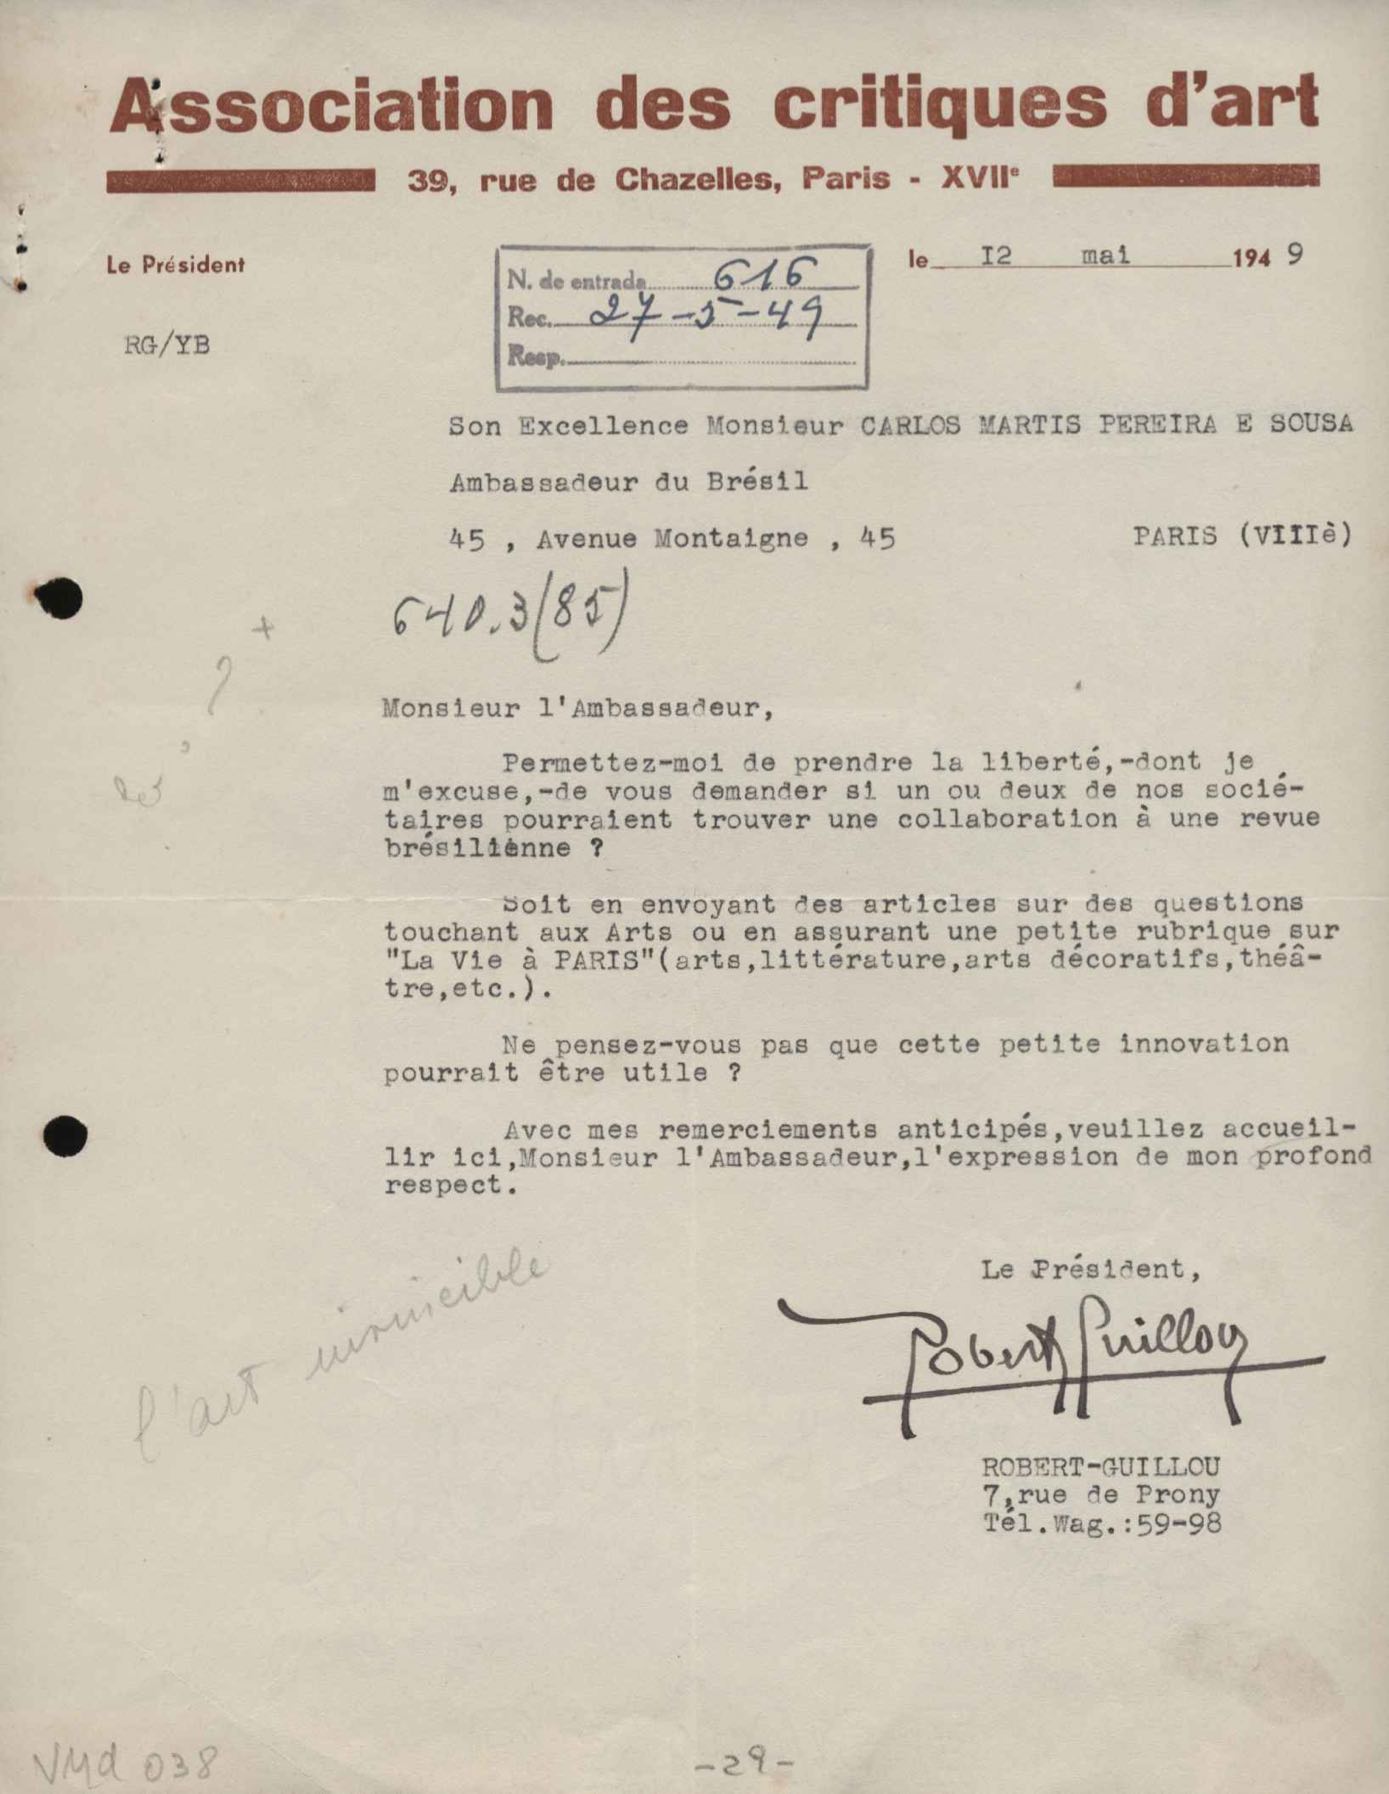 Association des critiques d'art
39, rue de Chazelles, Paris - XVIIe
Le Président
le I2 mai 1949
N. de entrada 616
Rec. 27-5-49
Resp.
RG/YB
Son Excellence Monsieur CARLOS MARTIS PEREIRA E SOUSA
Ambassadeur du Brésil
45 , Avenue Montaigne , 45 PARIS (VIIIè)
640.3(85)
+
?
Monsieur l'Ambassadeur,
Permettez-moi de prendre la liberté,-dont je
m'excuse,-de vous demander si un ou deux de nos socié-
taires pourraient trouver une collaboration à une revue
brésilienne ?
Soit en envoyant des articles sur des questions
touchant aux Arts ou en assurant une petite rubrique sur
"La Vie à PARIS"(arts,littérature,arts décoratifs,théâ-
tre,etc.).
Ne pensez-vous pas que cette petite innovation
pourrait être utile ?
Avec mes remerciements anticipés,veuillez accueil-
lir ici,Monsieur l'Ambassadeur,l'expression de mon profond
respect.
Le Président,
Robert Guillou
l'art
ROBERT-GUILLOU
7,rue de Prony
Tél.Wag.:59-98
038
-29-